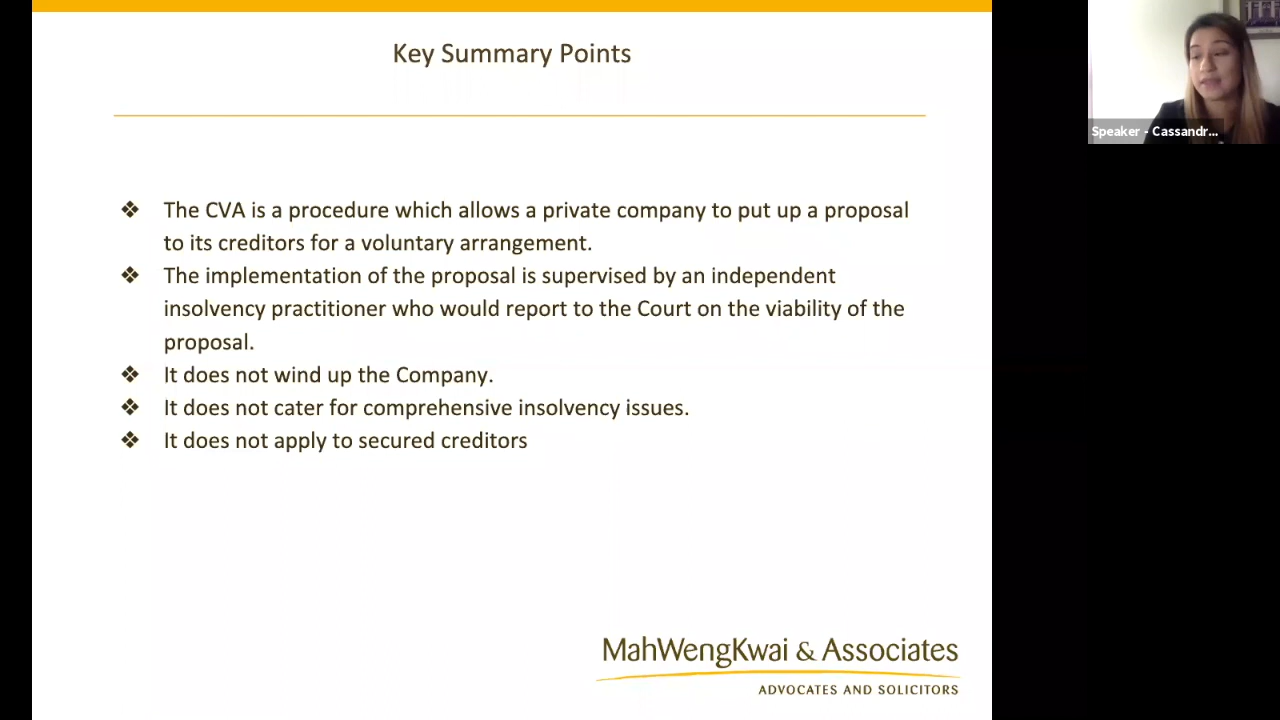 Key Summary Points
❖ The CVA is a procedure which allows a private company to put up a proposal
to its creditors for a voluntary arrangement.
❖ The implementation of the proposal is supervised by an independent
insolvency practitioner who would report to the Court on the viability of the
proposal.
❖ It does not wind up the Company.
❖ It does not cater for comprehensive insolvency issues.
❖ It does not apply to secured creditors
MahWengKwai & Associates
ADVOCATES AND SOLICITORS
Speaker - Cassandr...